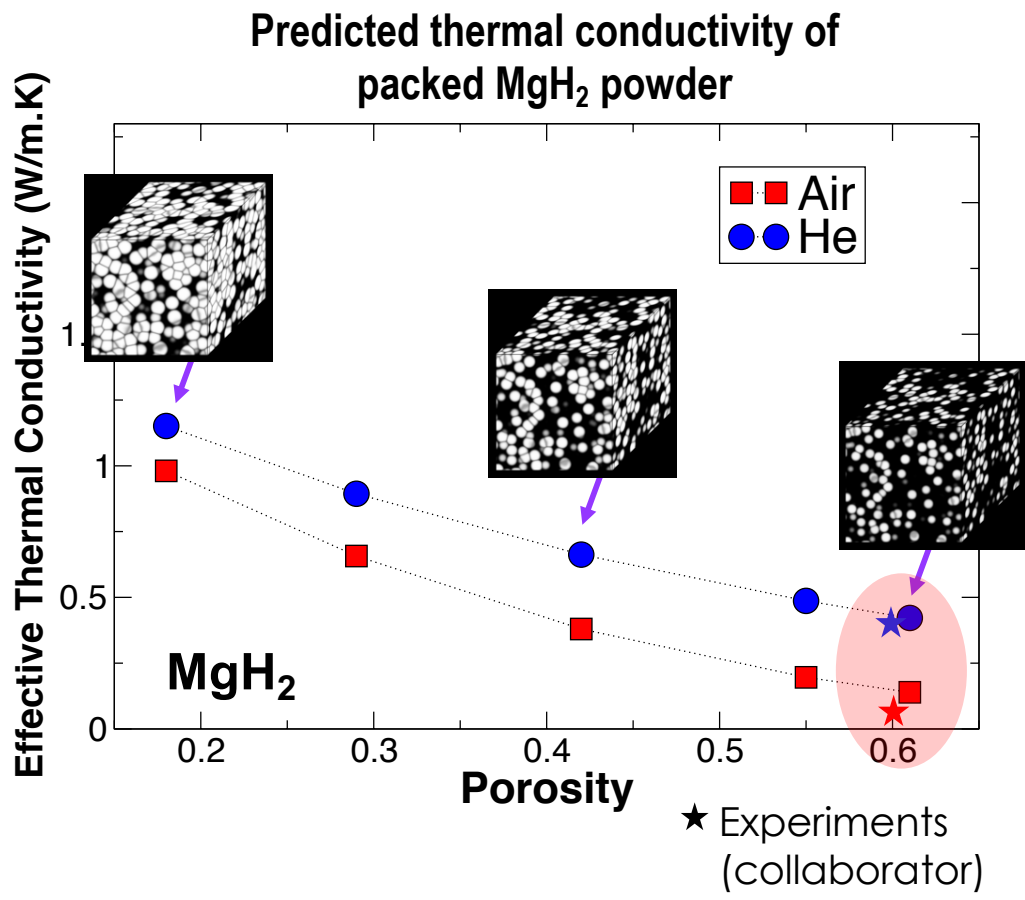 Predicted thermal conductivity of
packed MgH₂ powder
Effective Thermal Conductivity (W/m.K)
Air
He
1.
1
0.5
0
MgH₂
0.2 0.3 0.4 0.5 0.6
Porosity
★ Experiments
(collaborator)